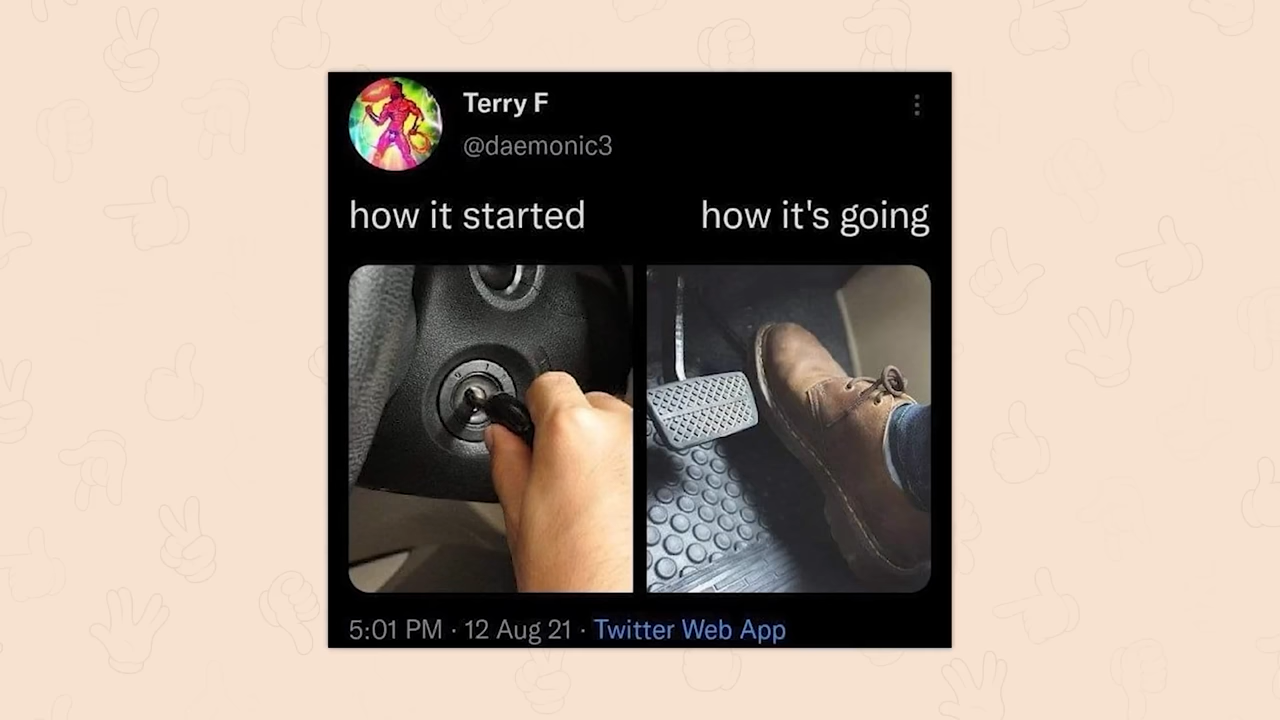 Terry F
@daemonic3
how it started how it's going
5:01 PM · 12 Aug 21 · Twitter Web App